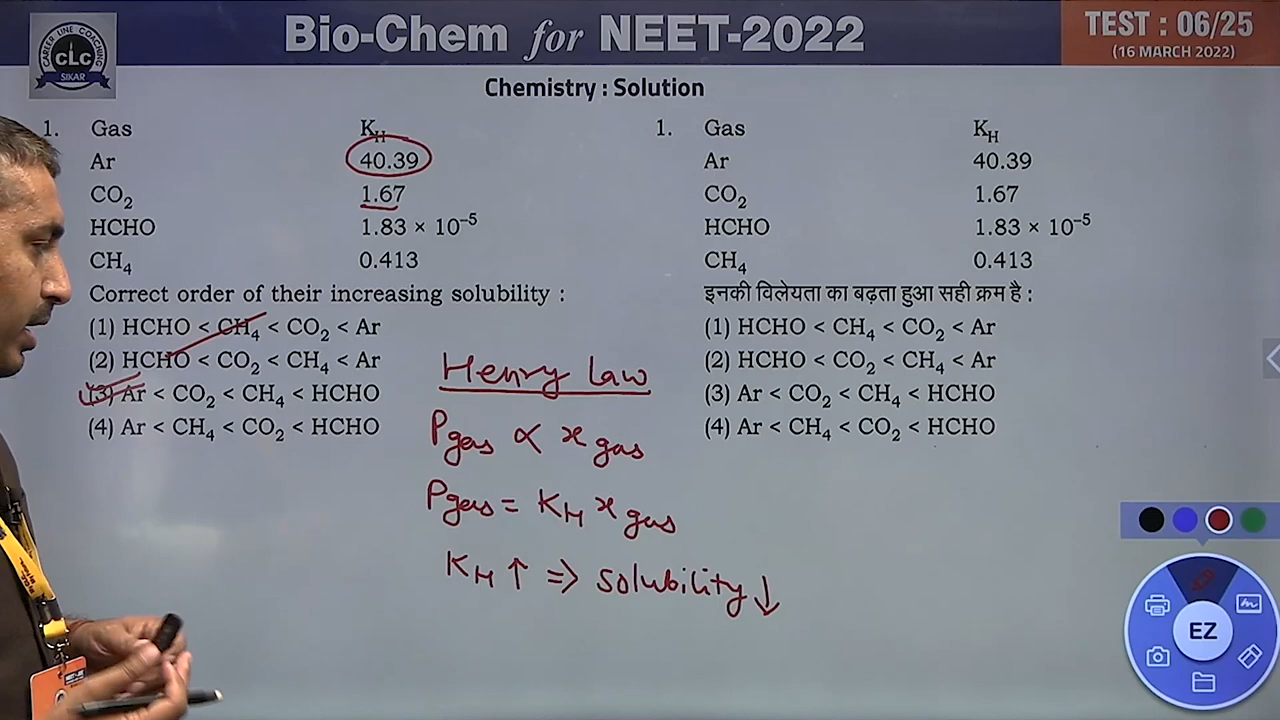 CAREER LINE COACHING
CLC
SIKAR
Bio-Chem for NEET-2022
TEST : 06/25
(16 MARCH 2022)
Chemistry : Solution
1. Gas K_H
Ar 40.39
CO₂ 1.67
HCHO 1.83 × 10⁻⁵
CH₄ 0.413
Correct order of their increasing solubility :
(1) HCHO < CH₄ < CO₂ < Ar
(2) HCHO < CO₂ < CH₄ < Ar
(3) Ar < CO₂ < CH₄ < HCHO
(4) Ar < CH₄ < CO₂ < HCHO
Henry Law
Pgas ∝ x gas
Pgas = K_H x gas
K_H ↑ => solubility ↓
1. Gas K_H
Ar 40.39
CO₂ 1.67
HCHO 1.83 × 10⁻⁵
CH₄ 0.413
इनकी विलेयता का बढ़ता हुआ सही क्रम है :
(1) HCHO < CH₄ < CO₂ < Ar
(2) HCHO < CO₂ < CH₄ < Ar
(3) Ar < CO₂ < CH₄ < HCHO
(4) Ar < CH₄ < CO₂ < HCHO
EZ